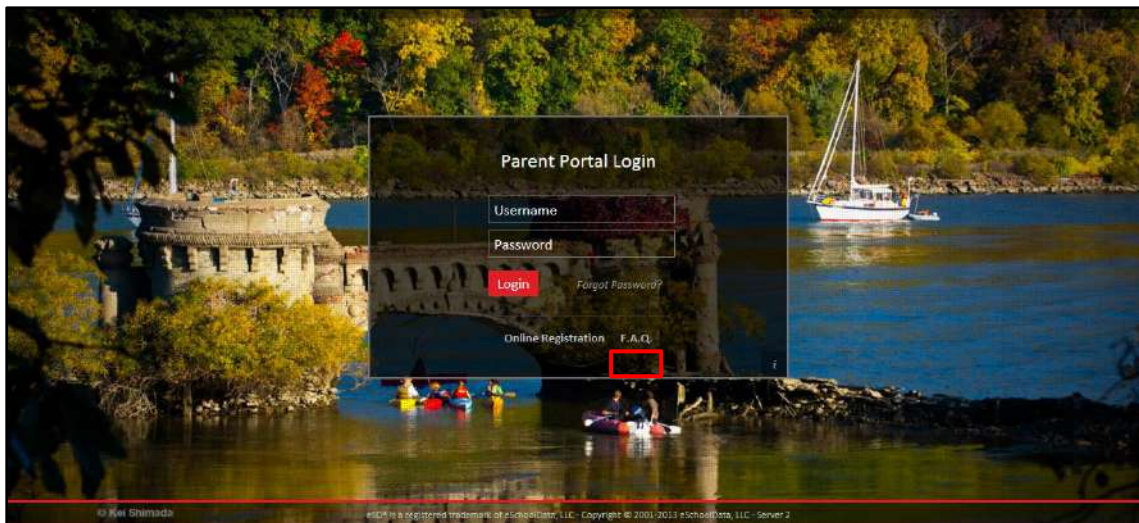 Parent Portal Login
Username
Password
Login Forgot Password?
Online Registration F.A.Q.
i
© Kei Shimada
eSD® is a registered trademark of eSchoolData, LLC - Copyright © 2001-2013 eSchoolData, LLC - Server 2